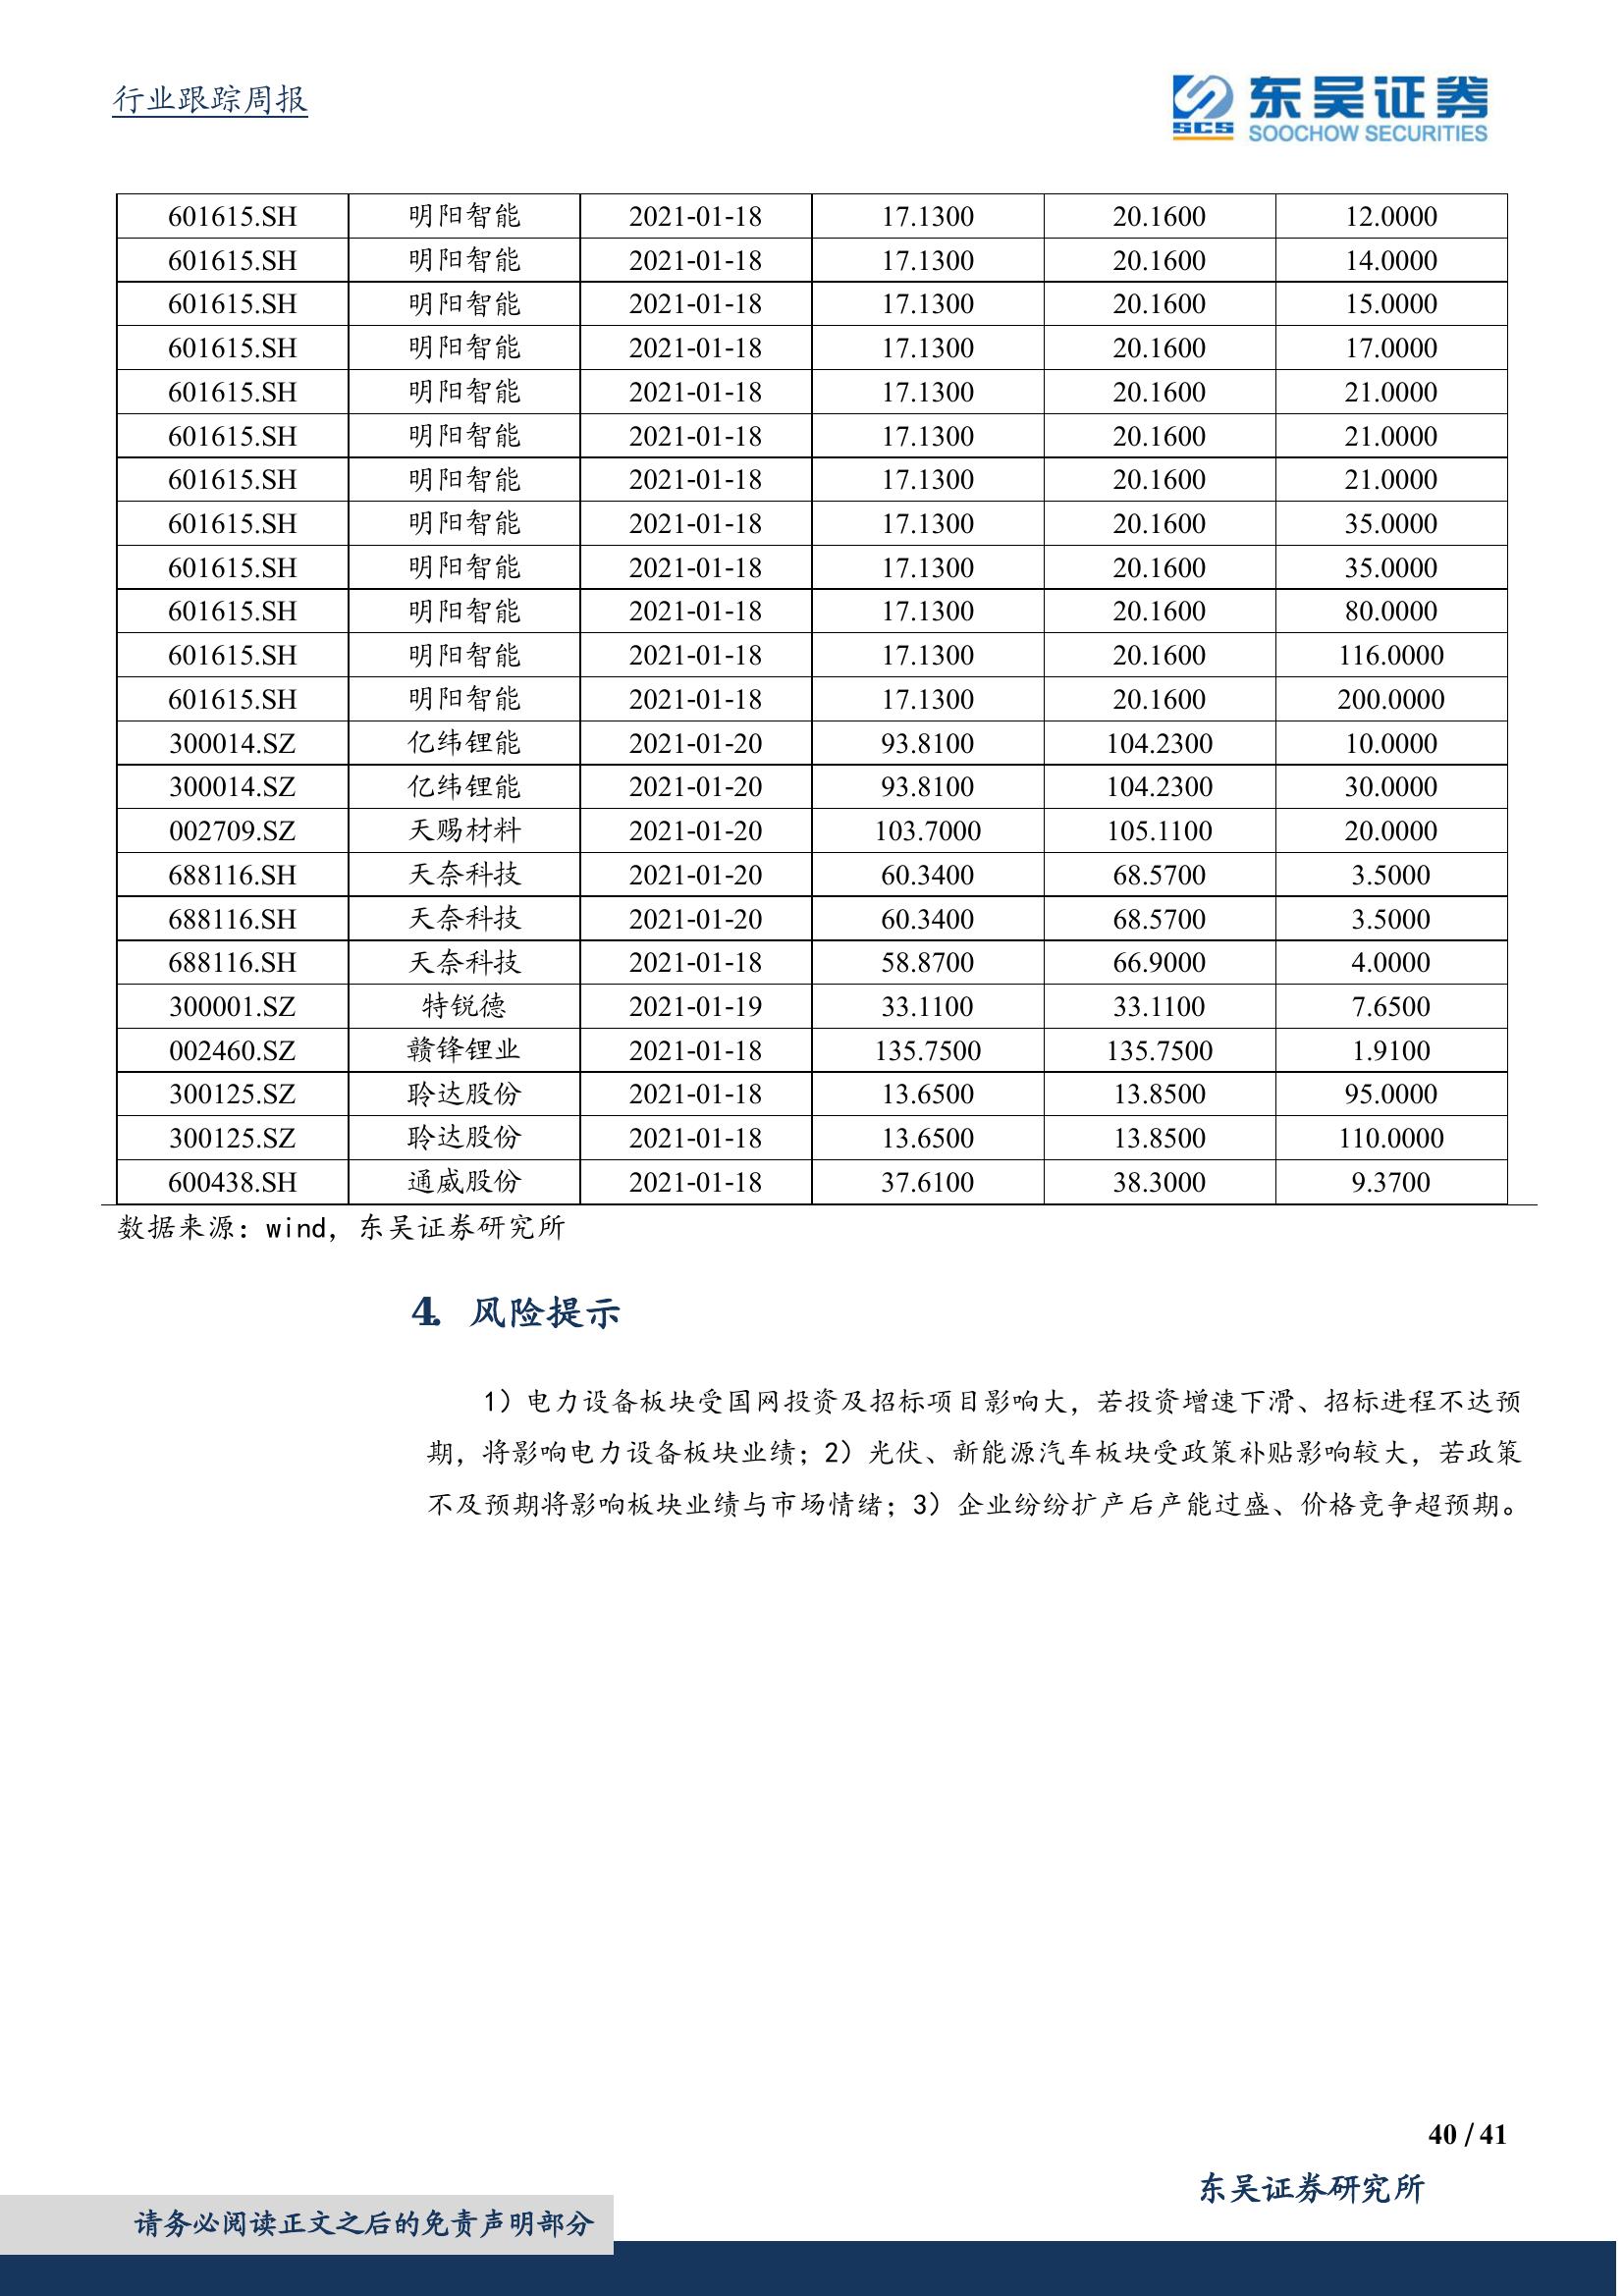 行业跟踪周报
SCS 东吴证券
SOOCHOW SECURITIES
601615.SH 明阳智能 2021-01-18 17.1300 20.1600 12.0000
601615.SH 明阳智能 2021-01-18 17.1300 20.1600 14.0000
601615.SH 明阳智能 2021-01-18 17.1300 20.1600 15.0000
601615.SH 明阳智能 2021-01-18 17.1300 20.1600 17.0000
601615.SH 明阳智能 2021-01-18 17.1300 20.1600 21.0000
601615.SH 明阳智能 2021-01-18 17.1300 20.1600 21.0000
601615.SH 明阳智能 2021-01-18 17.1300 20.1600 21.0000
601615.SH 明阳智能 2021-01-18 17.1300 20.1600 35.0000
601615.SH 明阳智能 2021-01-18 17.1300 20.1600 35.0000
601615.SH 明阳智能 2021-01-18 17.1300 20.1600 80.0000
601615.SH 明阳智能 2021-01-18 17.1300 20.1600 116.0000
601615.SH 明阳智能 2021-01-18 17.1300 20.1600 200.0000
300014.SZ 亿纬锂能 2021-01-20 93.8100 104.2300 10.0000
300014.SZ 亿纬锂能 2021-01-20 93.8100 104.2300 30.0000
002709.SZ 天赐材料 2021-01-20 103.7000 105.1100 20.0000
688116.SH 天奈科技 2021-01-20 60.3400 68.5700 3.5000
688116.SH 天奈科技 2021-01-20 60.3400 68.5700 3.5000
688116.SH 天奈科技 2021-01-18 58.8700 66.9000 4.0000
300001.SZ 特锐德 2021-01-19 33.1100 33.1100 7.6500
002460.SZ 赣锋锂业 2021-01-18 135.7500 135.7500 1.9100
300125.SZ 聆达股份 2021-01-18 13.6500 13.8500 95.0000
300125.SZ 聆达股份 2021-01-18 13.6500 13.8500 110.0000
600438.SH 通威股份 2021-01-18 37.6100 38.3000 9.3700
数据来源：wind，东吴证券研究所
4. 风险提示
1）电力设备板块受国网投资及招标项目影响大，若投资增速下滑、招标进程不达预
期，将影响电力设备板块业绩；2）光伏、新能源汽车板块受政策补贴影响较大，若政策
不及预期将影响板块业绩与市场情绪；3）企业纷纷扩产后产能过盛、价格竞争超预期。
40 / 41
东吴证券研究所
请务必阅读正文之后的免责声明部分